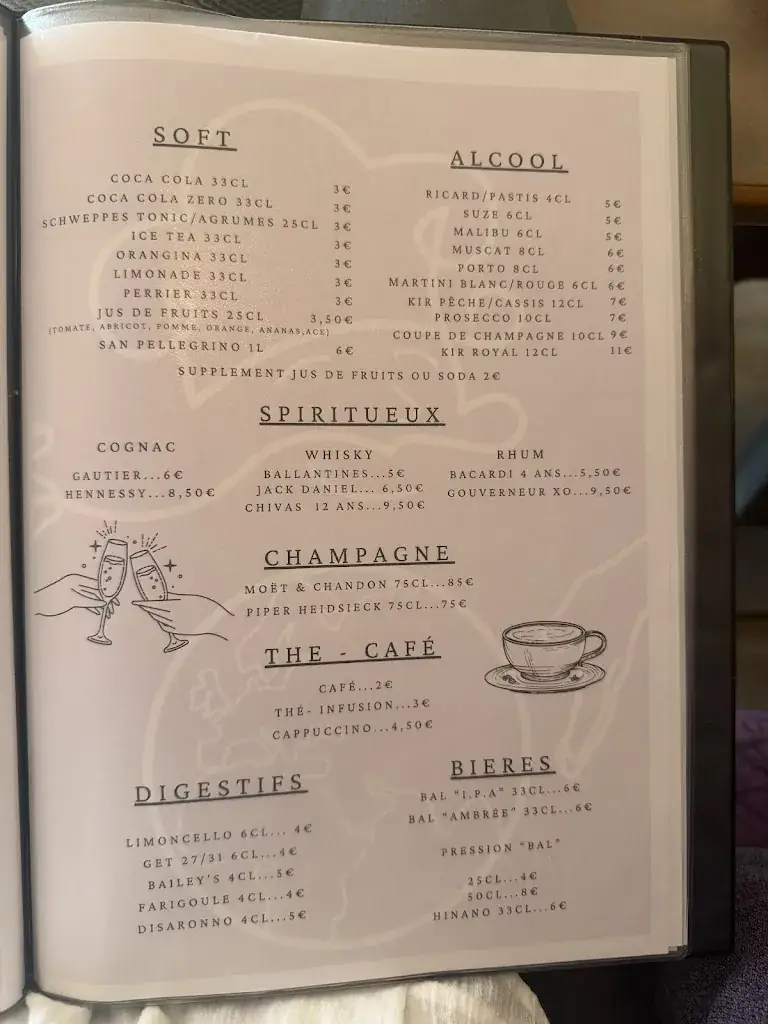 SOFT
COCA COLA 33CL 3€
COCA COLA ZERO 33CL 3€
SCHWEPPES TONIC/AGRUMES 25CL 3€
ICE TEA 33CL 3€
ORANGINA 33CL 3€
LIMONADE 33CL 3€
PERRIER 33CL 3€
JUS DE FRUITS 25CL 3,50€
(TOMATE, ABRICOT, POMME, ORANGE, ANANAS,ACE)
SAN PELLEGRINO 1L 6€
ALCOOL
RICARD/PASTIS 4CL 5€
SUZE 6CL 5€
MALIBU 6CL 5€
MUSCAT 8CL 6€
PORTO 8CL 6€
MARTINI BLANC/ROUGE 6CL 6€
KIR PÊCHE/CASSIS 12CL 7€
PROSECCO 10CL 7€
COUPE DE CHAMPAGNE 10CL 9€
KIR ROYAL 12CL 11€
SUPPLEMENT JUS DE FRUITS OU SODA 2€
SPIRITUEUX
COGNAC
GAUTIER...6€
HENNESSY...8,50€
WHISKY
BALLANTINES...5€
JACK DANIEL... 6,50€
CHIVAS 12 ANS...9,50€
RHUM
BACARDI 4 ANS...5,50€
GOUVERNEUR XO...9,50€
CHAMPAGNE
MOËT & CHANDON 75CL...85€
PIPER HEIDSIECK 75CL...75€
THE - CAFÉ
CAFÉ...2€
THÉ- INFUSION...3€
CAPPUCCINO...4,50€
DIGESTIFS
LIMONCELLO 6CL... 4€
GET 27/31 6CL...4€
BAILEY'S 4CL...5€
FARIGOULE 4CL...4€
DISARONNO 4CL...5€
BIERES
BAL "I.P.A" 33CL...6€
BAL "AMBRÉE" 33CL...6€
PRESSION "BAL"
25CL...4€
50CL...8€
HINANO 33CL...6€